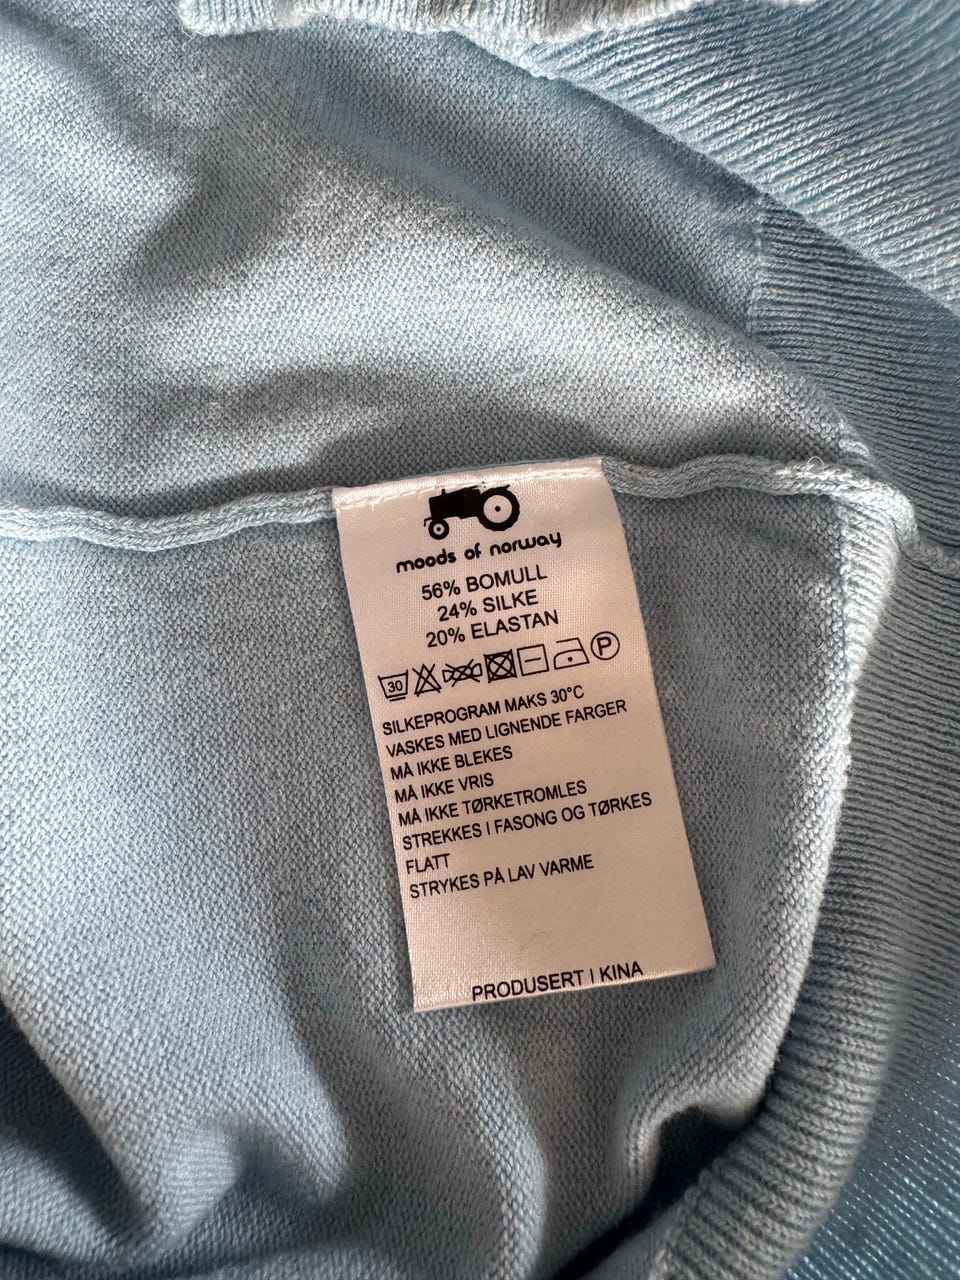 moods of norway
56% BOMULL
24% SILKE
20% ELASTAN
30 P
SILKEPROGRAM MAKS 30°C
VASKES MED LIGNENDE FARGER
MÅ IKKE BLEKES
MÅ IKKE VRIS
MÅ IKKE TØRKETROMLES
STREKKES I FASONG OG TØRKES
FLATT
STRYKES PÅ LAV VARME
PRODUSERT I KINA